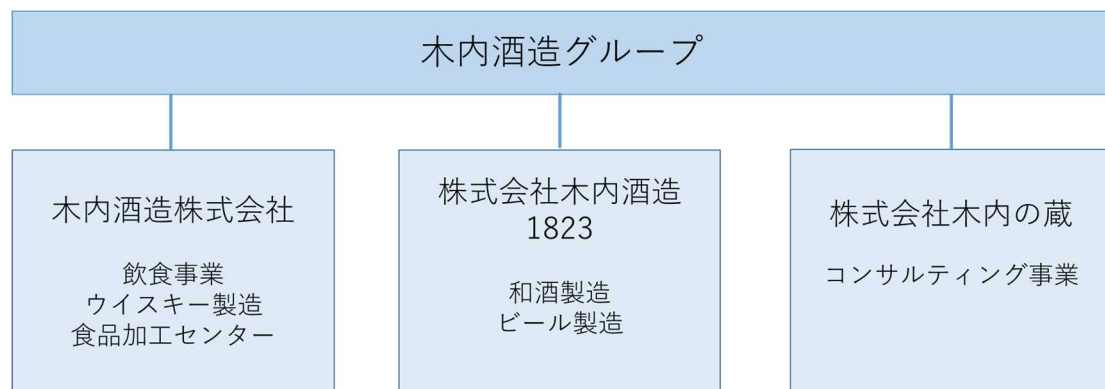 木内酒造グループ
木内酒造株式会社
飲食事業
ウイスキー製造
食品加工センター
株式会社木内酒造
1823
和酒製造
ビール製造
株式会社木内の蔵
コンサルティング事業